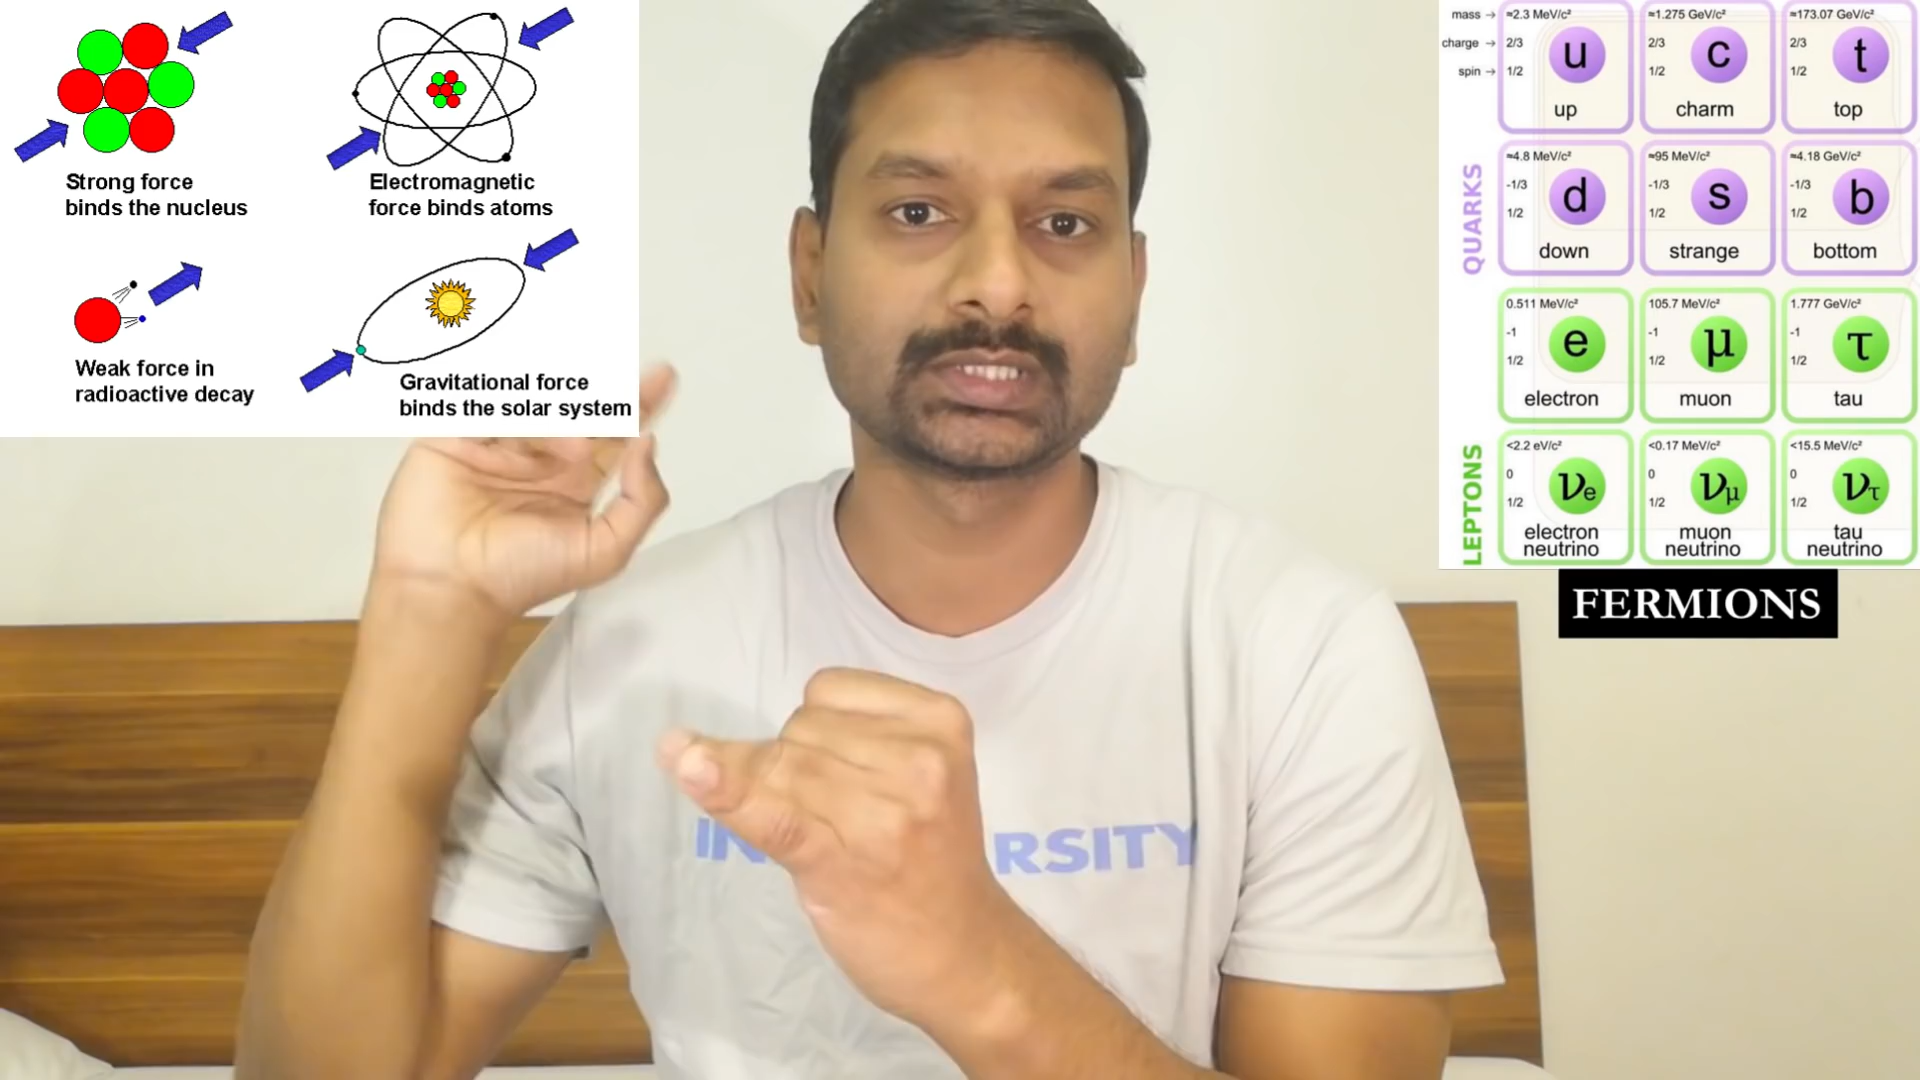 Strong force
binds the nucleus
Electromagnetic
force binds atoms
Weak force in
radioactive decay
Gravitational force
binds the solar system
mass →
charge →
spin →
≈2.3 MeV/c²
2/3
1/2
u
up
≈1.275 GeV/c²
2/3
1/2
c
charm
≈173.07 GeV/c²
2/3
1/2
t
top
QUARKS
≈4.8 MeV/c²
-1/3
1/2
d
down
≈95 MeV/c²
-1/3
1/2
s
strange
≈4.18 GeV/c²
-1/3
1/2
b
bottom
0.511 MeV/c²
-1
1/2
e
electron
105.7 MeV/c²
-1
1/2
μ
muon
1.777 GeV/c²
-1
1/2
τ
tau
LEPTONS
<2.2 eV/c²
0
1/2
νe
electron
neutrino
<0.17 MeV/c²
0
1/2
νμ
muon
neutrino
<15.5 MeV/c²
0
1/2
ντ
tau
neutrino
FERMIONS